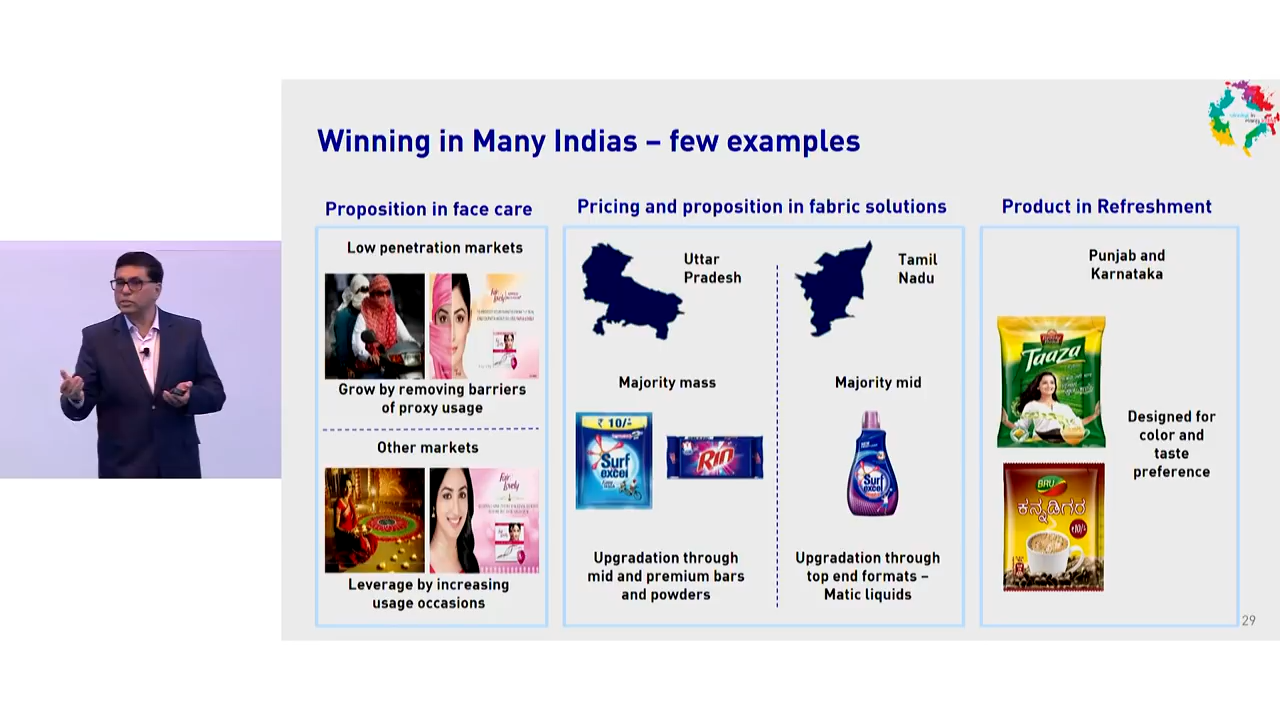 Winning in Many Indias – few examples
Proposition in face care
Low penetration markets
Grow by removing barriers
of proxy usage
Other markets
Leverage by increasing
usage occasions
Pricing and proposition in fabric solutions
Uttar
Pradesh
Majority mass
₹ 10/-
Surf
excel
Rin
Upgradation through
mid and premium bars
and powders
Tamil
Nadu
Majority mid
Surf
excel
Upgradation through
top end formats –
Matic liquids
Product in Refreshment
Punjab and
Karnataka
Taaza
BRU
ಕನ್ನಡಿಗರ
₹10/-
Designed for
color and
taste
preference
29